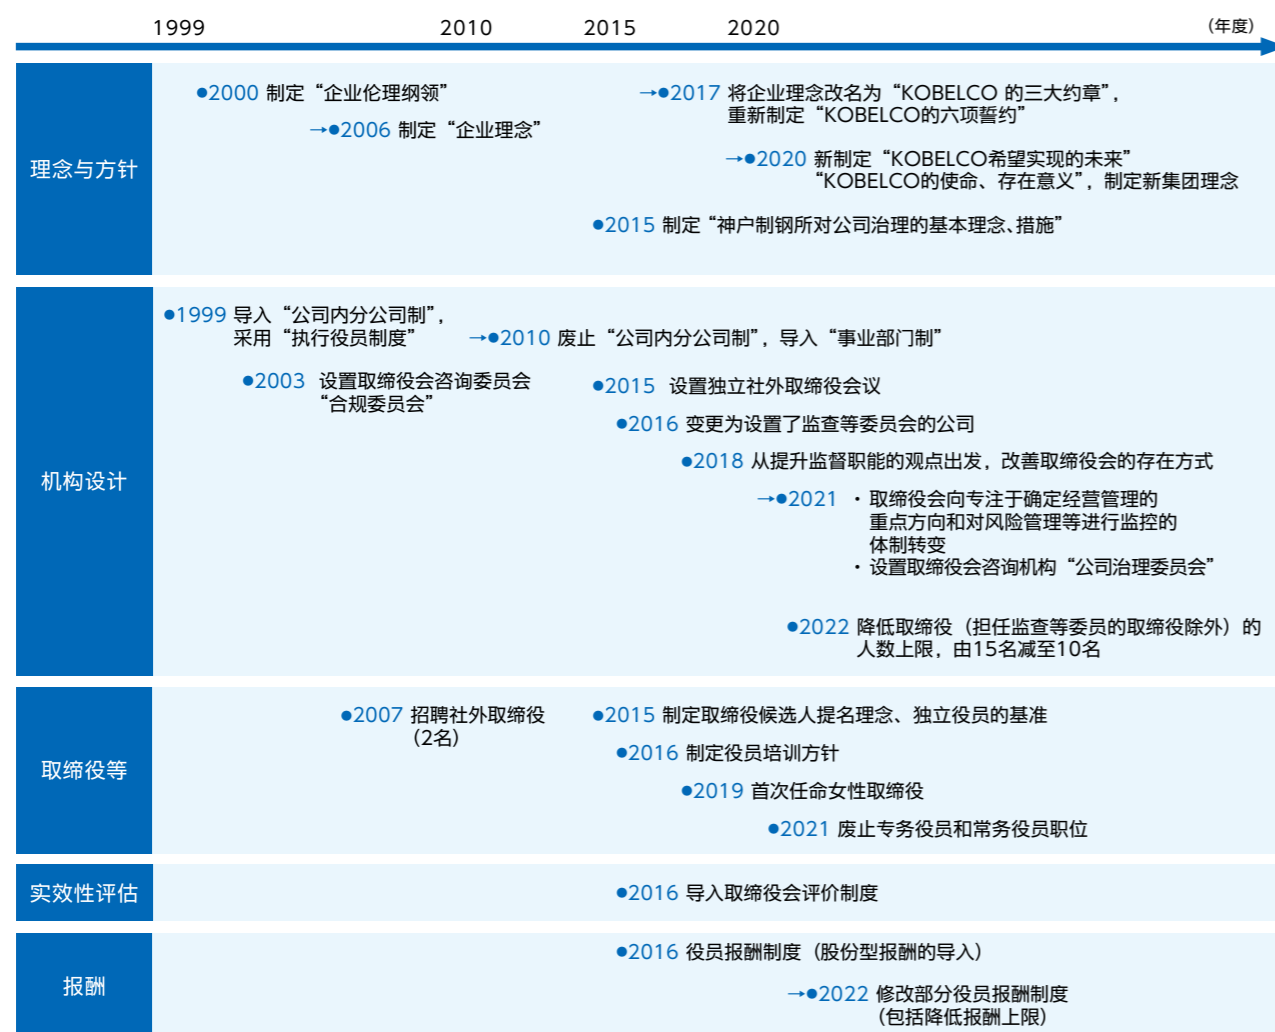 1999 2010 2015 2020 （年度）
理念与方针
●2000 制定“企业伦理纲领”
→●2006 制定“企业理念”
→●2017 将企业理念改名为“KOBELCO 的三大约章”，
重新制定“KOBELCO的六项誓约”
→●2020 新制定“KOBELCO希望实现的未来”
“KOBELCO的使命、存在意义”，制定新集团理念
●2015 制定“神户制钢所对公司治理的基本理念、措施”
机构设计
●1999 导入“公司内分公司制”，
采用“执行役员制度”
→●2010 废止“公司内分公司制”，导入“事业部门制”
●2003 设置取缔役会咨询委员会
“合规委员会”
●2015 设置独立社外取缔役会议
●2016 变更为设置了监查等委员会的公司
●2018 从提升监督职能的观点出发，改善取缔役会的存在方式
→●2021 ・取缔役会向专注于确定经营管理的
重点方向和对风险管理等进行监控的
体制转变
・设置取缔役会咨询机构“公司治理委员会”
●2022 降低取缔役（担任监查等委员的取缔役除外）的
人数上限，由15名减至10名
取缔役等
●2007 招聘社外取缔役
（2名）
●2015 制定取缔役候选人提名理念、独立役员的基准
●2016 制定役员培训方针
●2019 首次任命女性取缔役
●2021 废止专务役员和常务役员职位
实效性评估
●2016 导入取缔役会评价制度
报酬
●2016 役员报酬制度（股份型报酬的导入）
→●2022 修改部分役员报酬制度
（包括降低报酬上限）